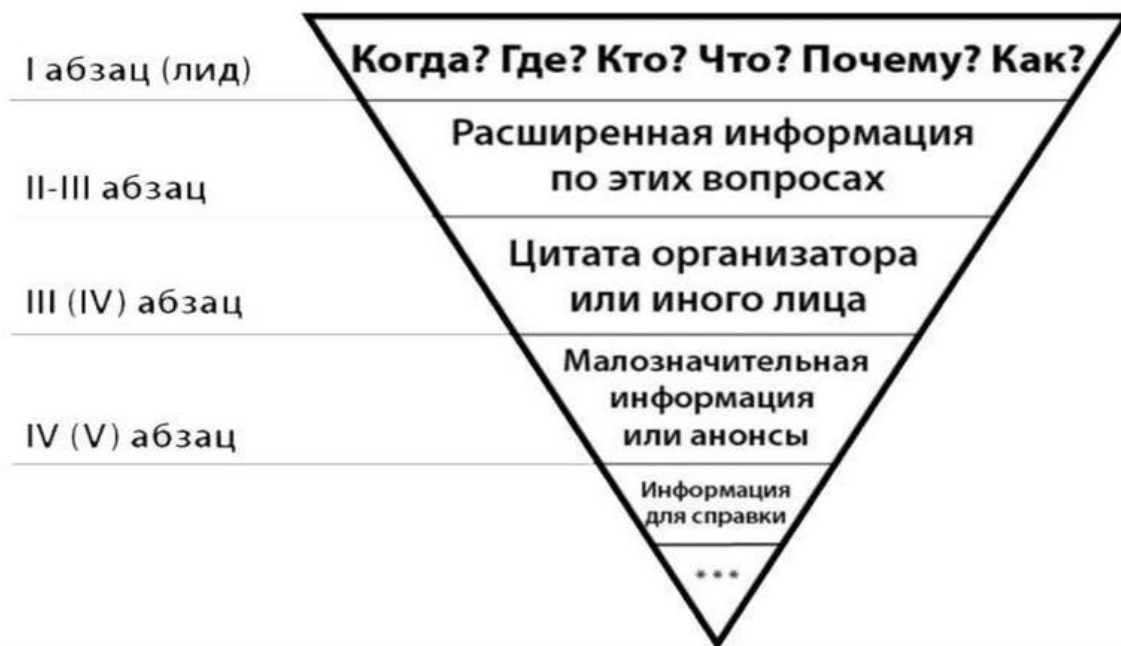 I абзац (лид)
Когда? Где? Кто? Что? Почему? Как?
II-III абзац
Расширенная информация
по этих вопросах
III (IV) абзац
Цитата организатора
или иного лица
IV (V) абзац
Малозначительная
информация
или анонсы
Информация
для справки
...